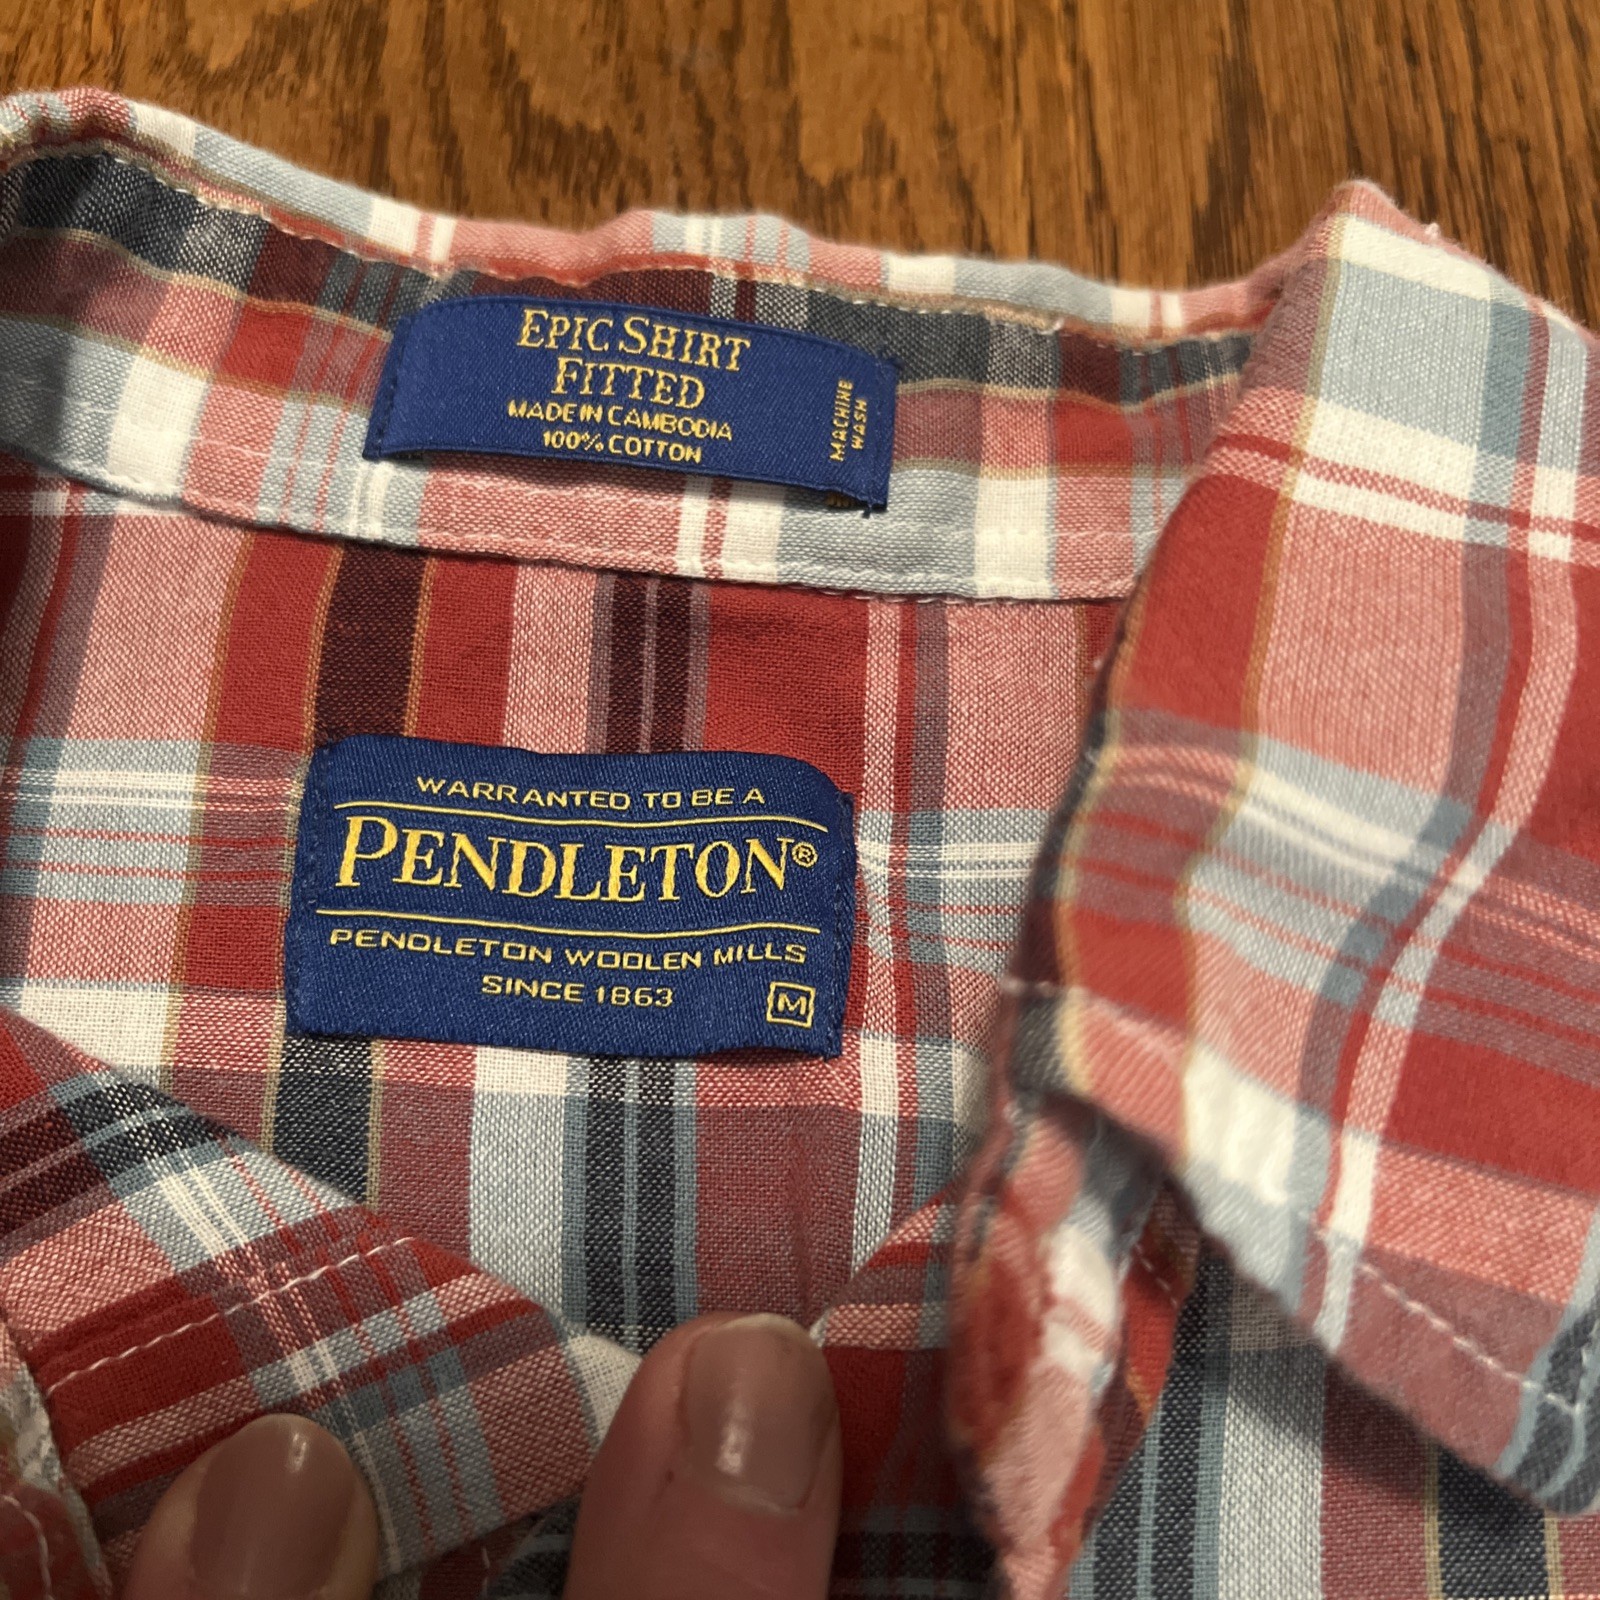 EPIC SHIRT
FITTED
MADE IN CAMBODIA
100% COTTON
MACHINE
WASH
WARRANTED TO BE A
PENDLETON®
PENDLETON WOOLEN MILLS
SINCE 1863
M